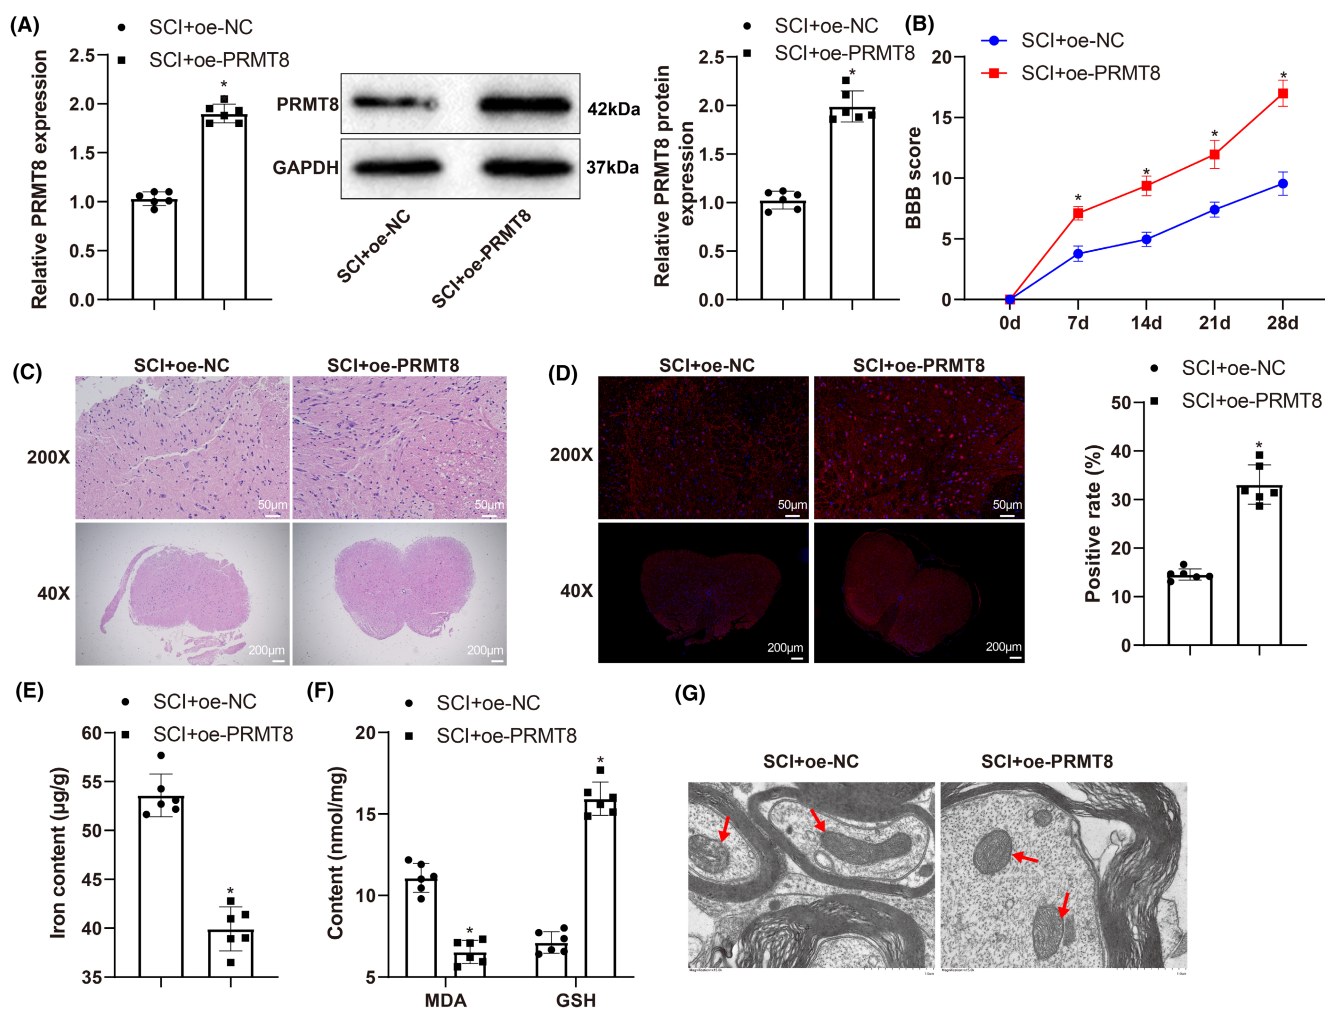 (A)
SCI+oe-NC
SCI+oe-PRMT8
Relative PRMT8 expression
2.5
2.0
1.5
1.0
0.5
0.0
*
PRMT8
42kDa
GAPDH
37kDa
SCI+oe-NC
SCI+oe-PRMT8
SCI+oe-NC
SCI+oe-PRMT8
Relative PRMT8 protein
expression
2.5
2.0
1.5
1.0
0.5
0.0
*
(B)
SCI+oe-NC
SCI+oe-PRMT8
BBB score
20
15
10
5
0
*
*
*
*
0d
7d
14d
21d
28d
(C)
SCI+oe-NC
SCI+oe-PRMT8
200X
50μm
50μm
40X
200μm
200μm
(D)
SCI+oe-NC
SCI+oe-PRMT8
200X
50μm
50μm
40X
200μm
200μm
SCI+oe-NC
SCI+oe-PRMT8
Positive rate (%)
50
40
30
20
10
0
*
(E)
SCI+oe-NC
SCI+oe-PRMT8
Iron content (μg/g)
60
55
50
45
40
35
*
(F)
SCI+oe-NC
SCI+oe-PRMT8
Content (nmol/mg)
20
15
10
5
*
*
MDA
GSH
(G)
SCI+oe-NC
SCI+oe-PRMT8